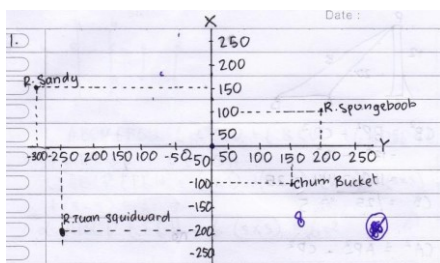 Date :
X
1.
250
200
R. Sandy
150
100
R. Spungeboob
50
Y
-300 -250 200 150 100 -50 50 50 100 150 200 250
-100
Chum Bucket
-150
R. Tuan Squidward
-200
8
-250